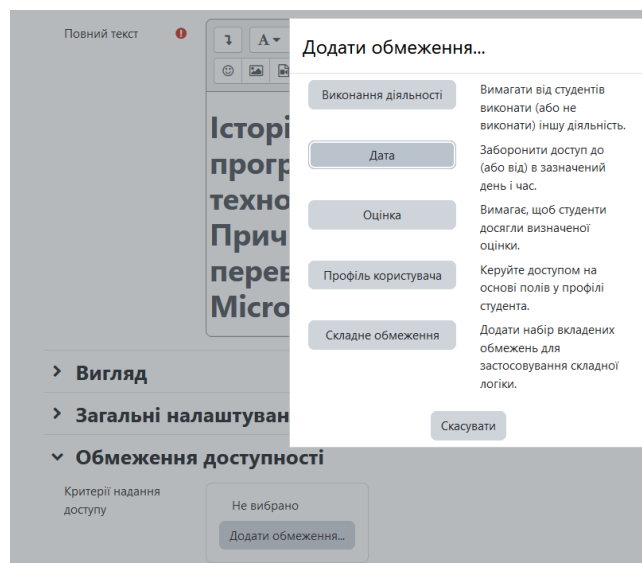 Повний текст
A
Історі
прогр
техно
Прич
перев
Micro
Додати обмеження...
Виконання діяльності
Вимагати від студентів
виконати (або не
виконати) іншу діяльність.
Дата
Заборонити доступ до
(або від) в зазначений
день і час.
Оцінка
Вимагає, щоб студенти
досягли визначеної
оцінки.
Профіль користувача
Керуйте доступом на
основі полів у профілі
студента.
Складне обмеження
Додати набір вкладених
обмежень для
застосовування складної
логіки.
Скасувати
Вигляд
Загальні налаштуван
Обмеження доступності
Критерії надання
доступу
Не вибрано
Додати обмеження...